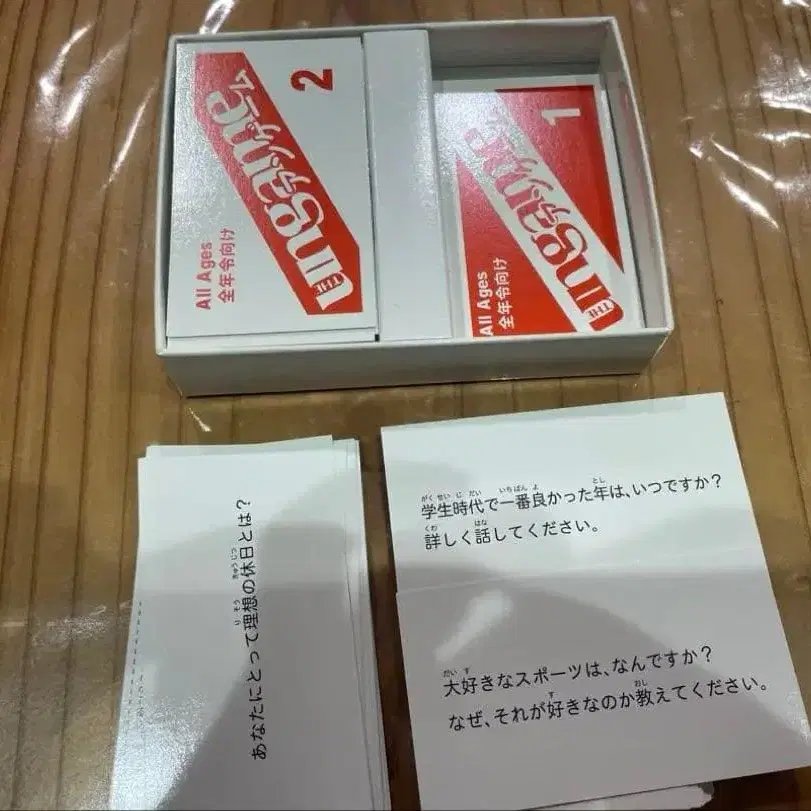 2
THE
Ungame
アンゲーム
All Ages
全年令向け
1
THE
Ungame
アンゲーム
All Ages
全年令向け
あなたにとって理想の休日とは?
学生時代で一番良かった年は、いつですか?
詳しく話してください。
大好きなスポーツは、なんですか?
なぜ、それが好きなのか教えてください。